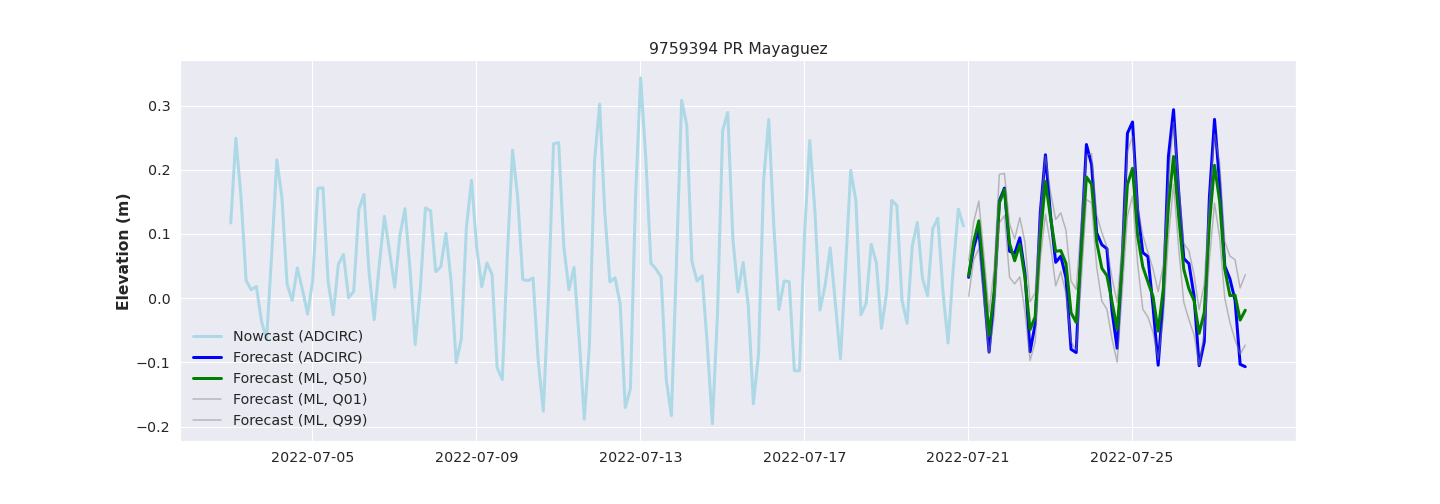 9759394 PR Mayaguez
Elevation (m)
0.3
0.2
0.1
0.0
−0.1
−0.2
Nowcast (ADCIRC)
Forecast (ADCIRC)
Forecast (ML, Q50)
Forecast (ML, Q01)
Forecast (ML, Q99)
2022-07-05
2022-07-09
2022-07-13
2022-07-17
2022-07-21
2022-07-25